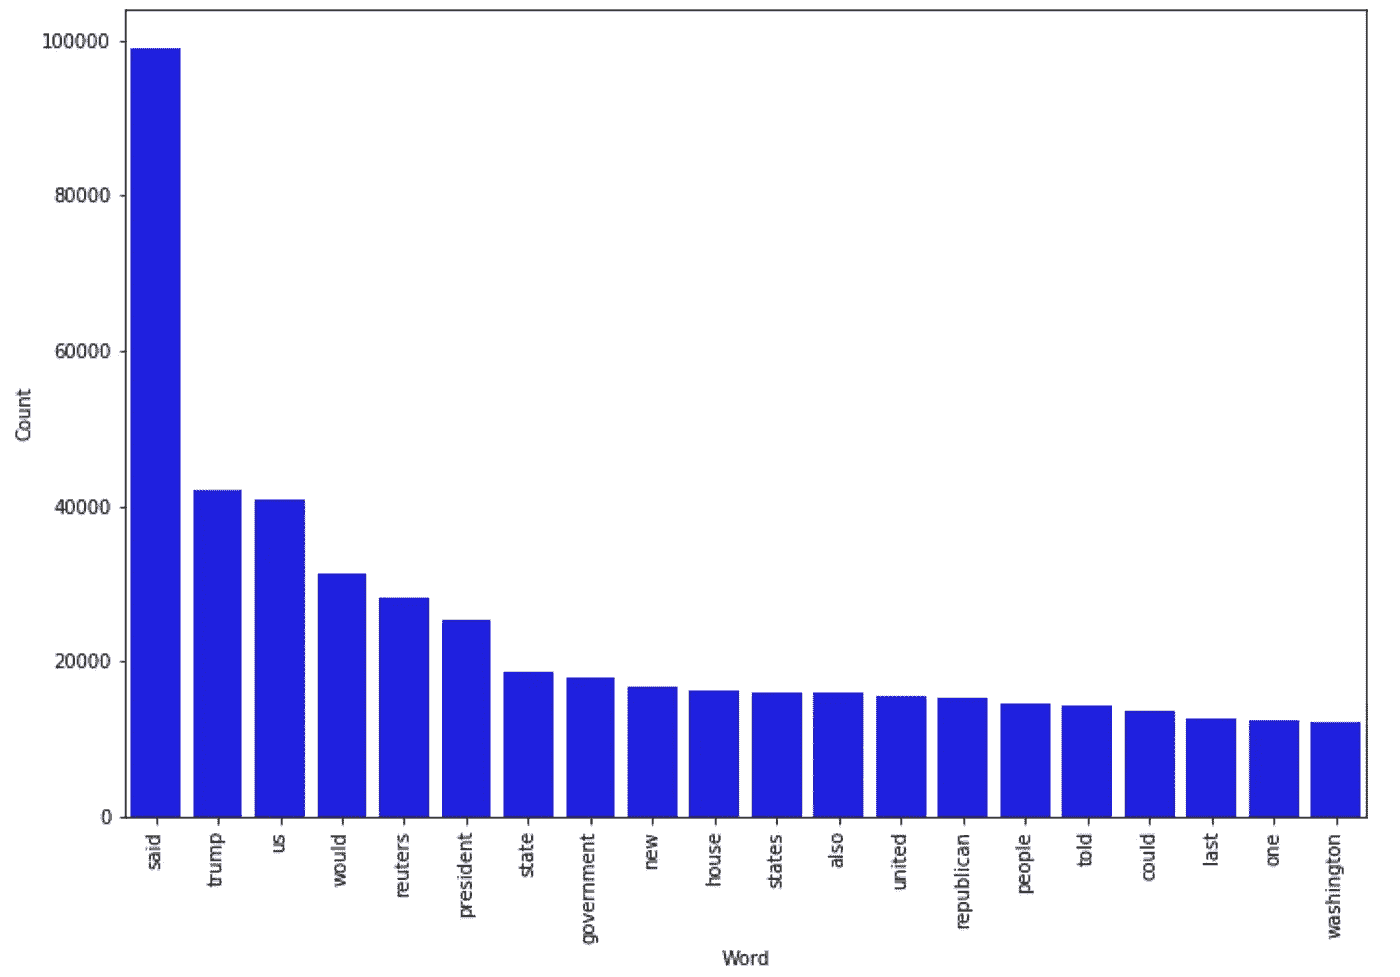 100000
80000
60000
40000
20000
0
Count
said
trump
us
would
reuters
president
state
government
new
house
states
also
united
republican
people
told
could
last
one
washington
Word